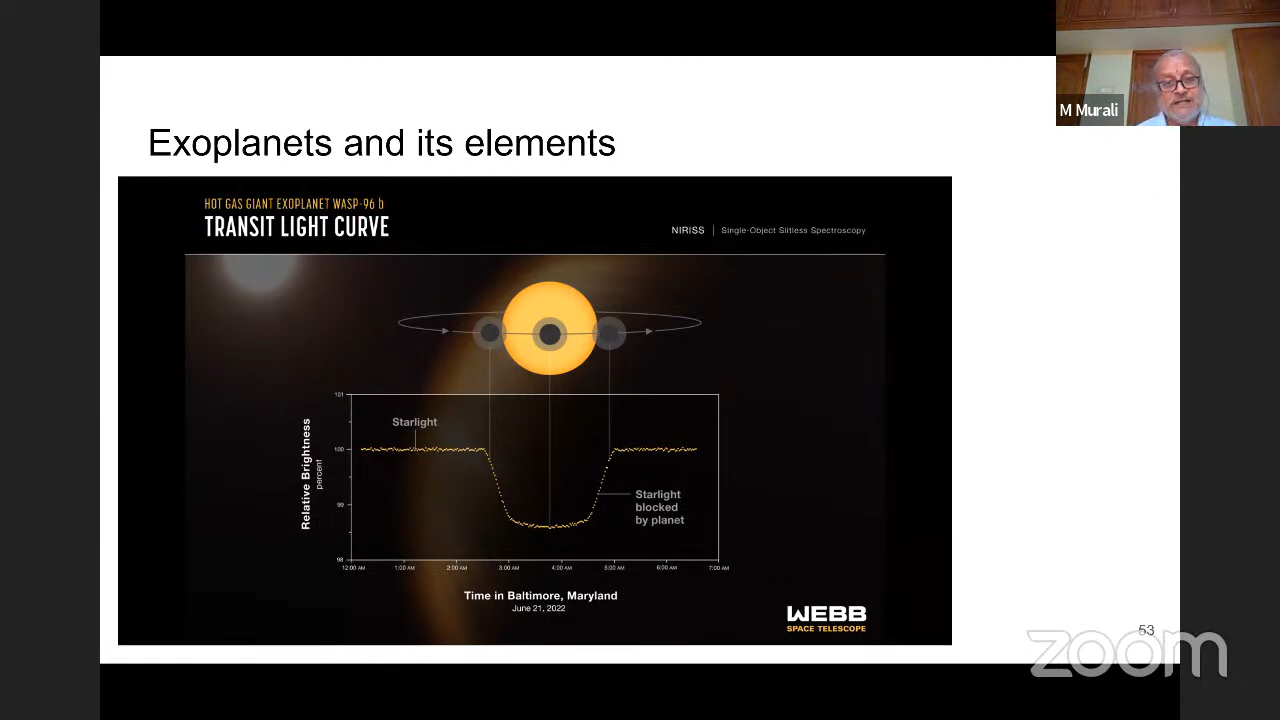 M Murali
Exoplanets and its elements
HOT GAS GIANT EXOPLANET WASP-96 b
TRANSIT LIGHT CURVE
NIRISS | Single-Object Slitless Spectroscopy
101
100
99
98
Relative Brightness
percent
Starlight
Starlight
blocked
by planet
12:00 AM 1:00 AM 2:00 AM 3:00 AM 4:00 AM 5:00 AM 6:00 AM 7:00 AM
Time in Baltimore, Maryland
June 21, 2022
WEBB
SPACE TELESCOPE
53
zoom